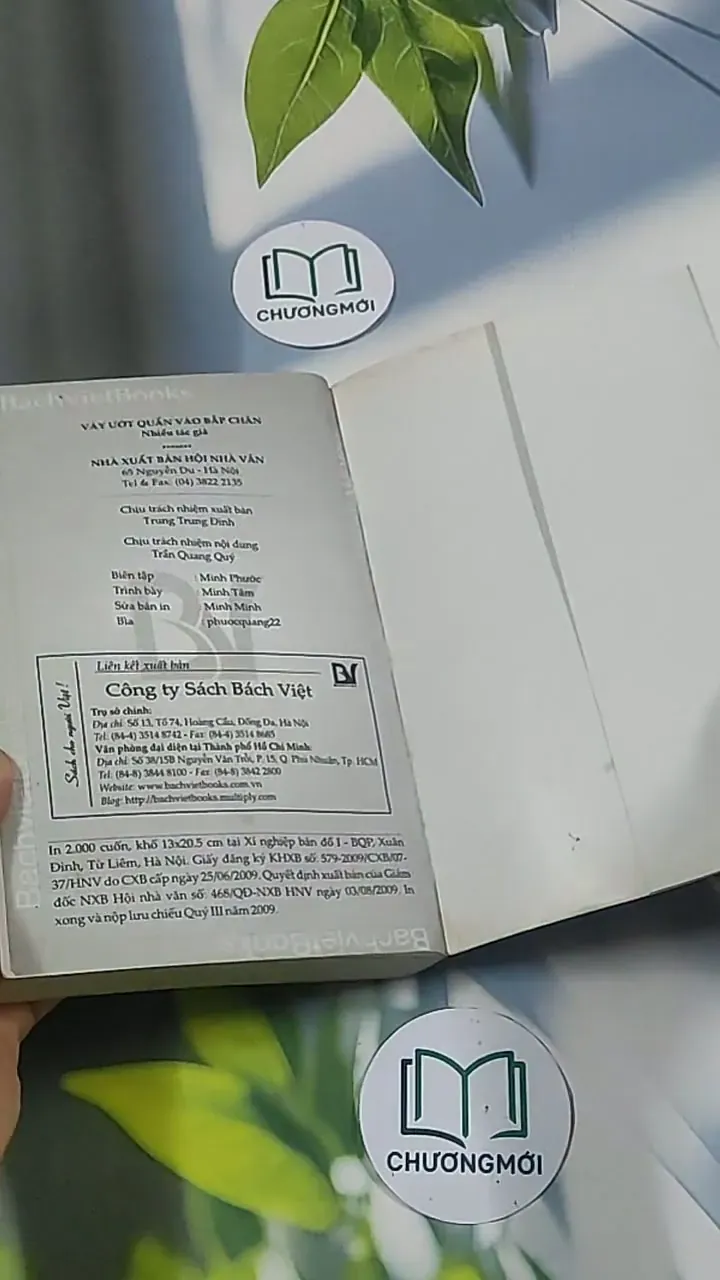 CHƯƠNGMỚI
BachvietBooks
VÁY ƯỚT QUẤN VÀO BẮP CHÂN
Nhiều tác giả
NHÀ XUẤT BẢN HỘI NHÀ VĂN
65 Nguyễn Du - Hà Nội
Tel & Fax: (04) 3822 2135
Chịu trách nhiệm xuất bản
Trung Trung Đỉnh
Chịu trách nhiệm nội dung
Trần Quang Quý
Biên tập : Minh Phước
Trình bày : Minh Tâm
Sửa bản in : Minh Minh
Bìa : phuocquang22
BV
Liên kết xuất bản
BV
Công ty Sách Bách Việt
Sách cho người Việt!
Trụ sở chính:
Địa chỉ: Số 13, Tổ 74, Hoàng Cầu, Đống Đa, Hà Nội
Tel: (84-4) 3514 8742 - Fax: (84-4) 3514 8685
Văn phòng đại diện tại Thành phố Hồ Chí Minh:
Địa chỉ: Số 38/15B Nguyễn Văn Trỗi, P. 15, Q. Phú Nhuận, Tp. HCM
Tel: (84-8) 3844 8100 - Fax: (84-8) 3842 2800
Website: www.bachvietbooks.com.vn
Blog: http://bachvietbooks.multiply.com
In 2.000 cuốn, khổ 13x20.5 cm tại Xí nghiệp bản đồ I - BQP, Xuân
Đỉnh, Từ Liêm, Hà Nội. Giấy đăng ký KHXB số: 579-2009/CXB/07-
37/HNV do CXB cấp ngày 25/06/2009. Quyết định xuất bản của Giám
đốc NXB Hội nhà văn số: 468/QĐ-NXB HNV ngày 03/08/2009. In
xong và nộp lưu chiểu Quý III năm 2009.
BachvietBooks
CHƯƠNGMỚI